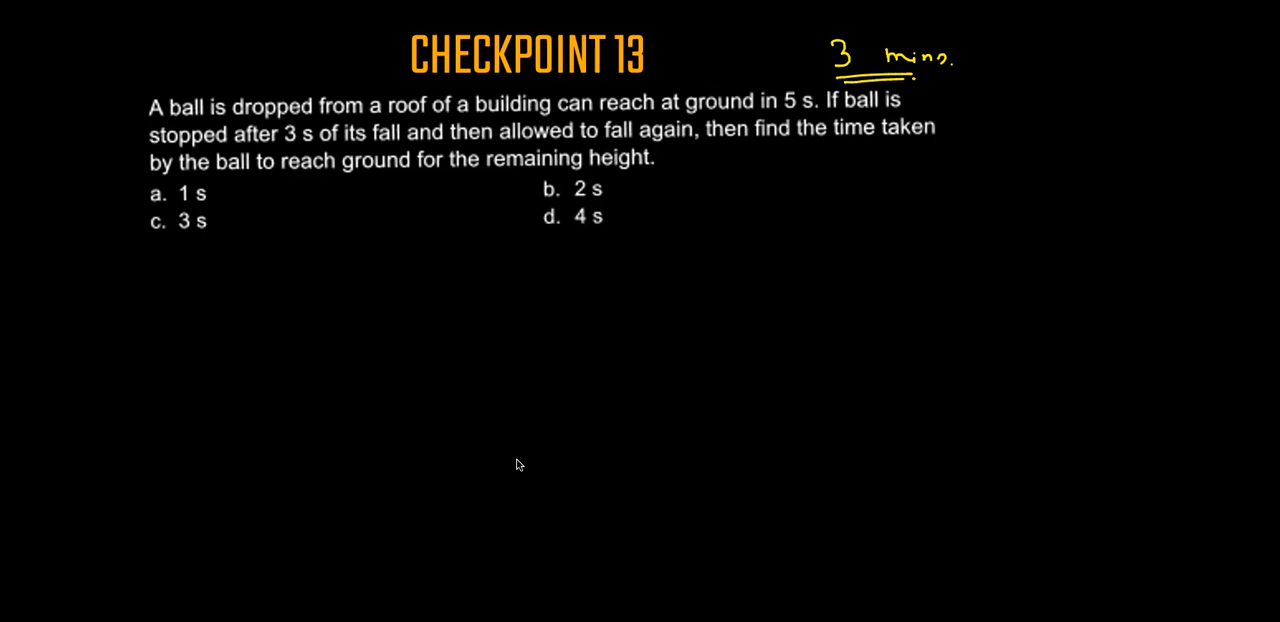 CHECKPOINT 13
3 mins.
A ball is dropped from a roof of a building can reach at ground in 5 s. If ball is
stopped after 3 s of its fall and then allowed to fall again, then find the time taken
by the ball to reach ground for the remaining height.
a. 1 s b. 2 s
c. 3 s d. 4 s